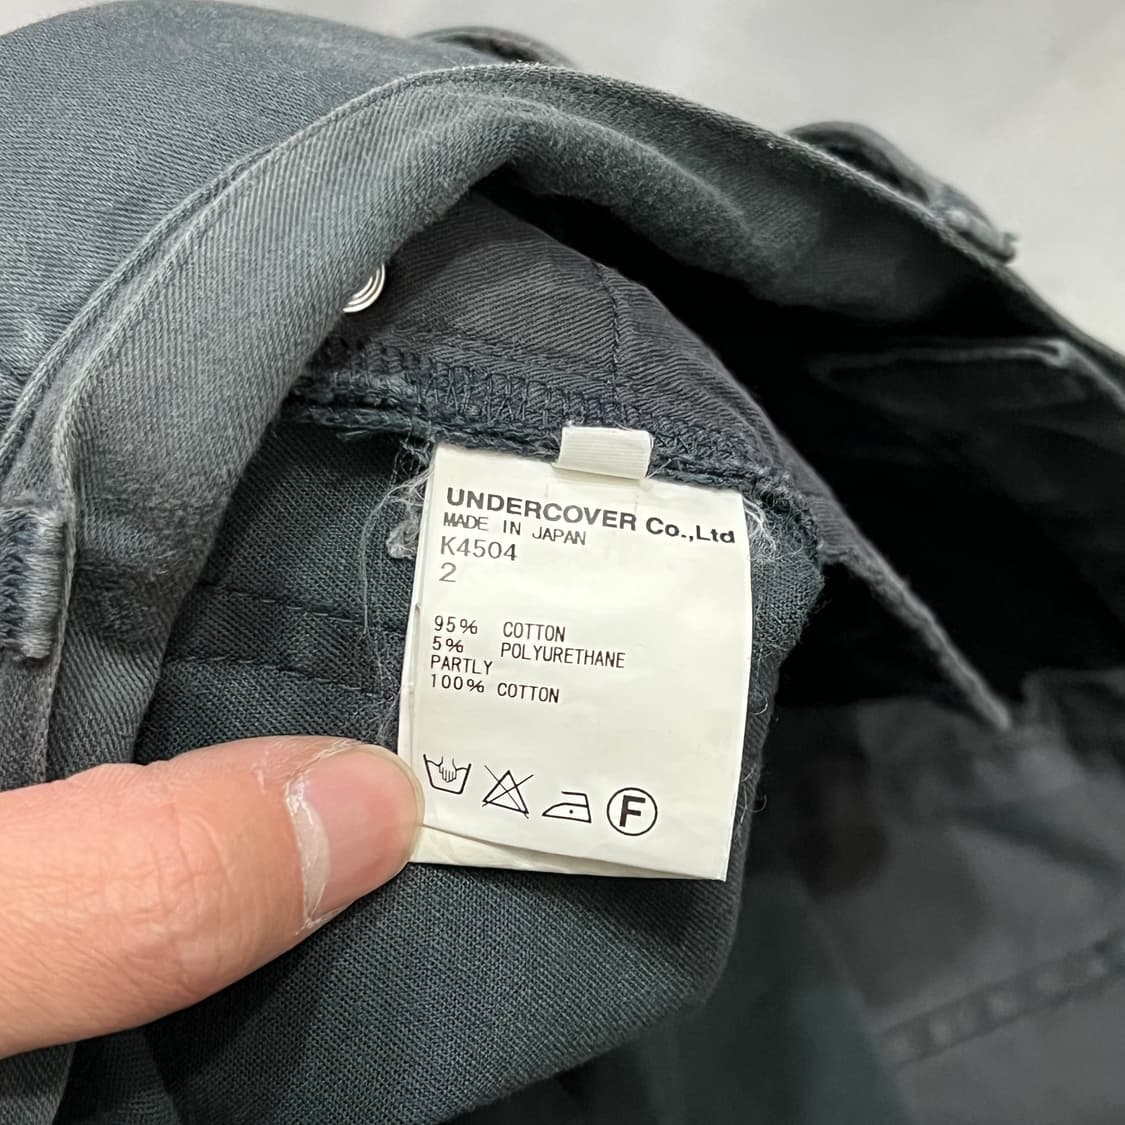 UNDERCOVER Co.,Ltd
MADE IN JAPAN
K4504
2
95% COTTON
5% POLYURETHANE
PARTLY
100% COTTON
F